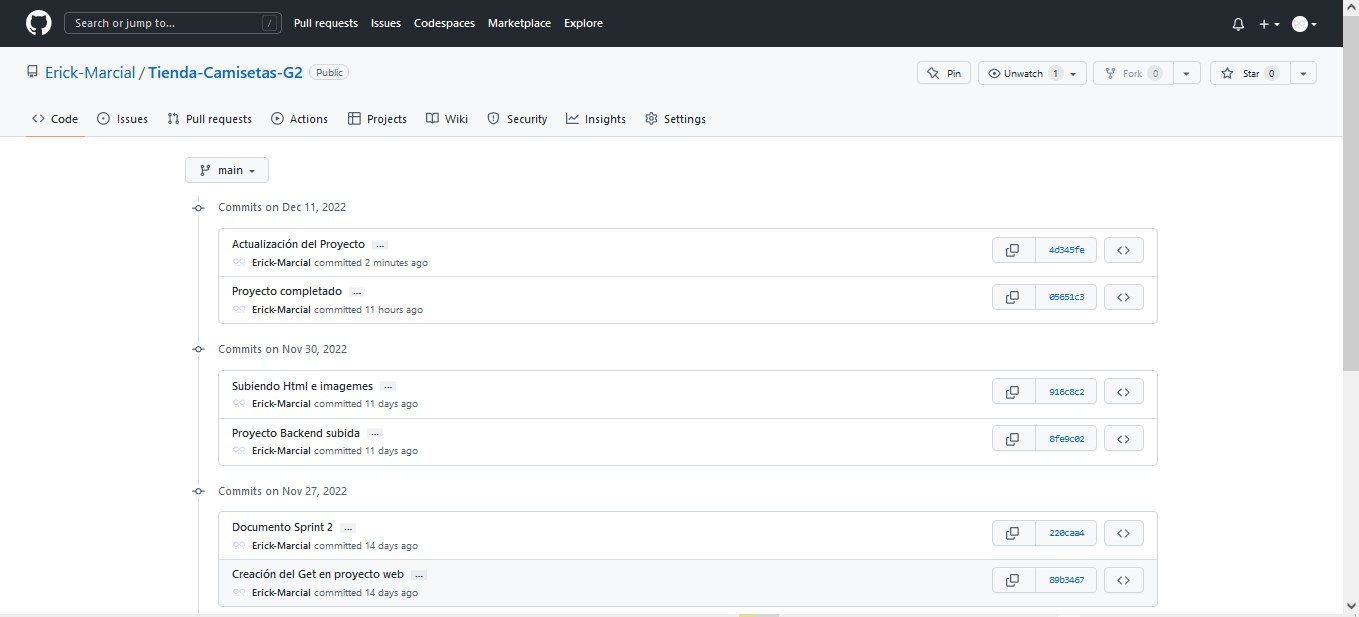 Search or jump to... / Pull requests Issues Codespaces Marketplace Explore
Erick-Marcial / Tienda-Camisetas-G2 Public Pin Unwatch 1 Fork 0 Star 0
Code Issues Pull requests Actions Projects Wiki Security Insights Settings
main
Commits on Dec 11, 2022
Actualización del Proyecto ... 4d345fe
Erick-Marcial committed 2 minutes ago
Proyecto completado ... 05651c3
Erick-Marcial committed 11 hours ago
Commits on Nov 30, 2022
Subiendo Html e imagemes ... 916c8c2
Erick-Marcial committed 11 days ago
Proyecto Backend subida ... 8fe9c02
Erick-Marcial committed 11 days ago
Commits on Nov 27, 2022
Documento Sprint 2 ... 220caa4
Erick-Marcial committed 14 days ago
Creación del Get en proyecto web ... 89b3467
Erick-Marcial committed 14 days ago